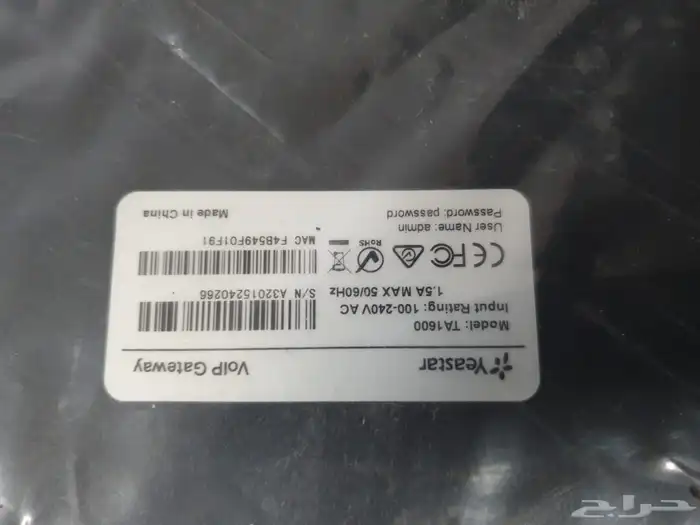 Yeastar
VoIP Gateway
Model: TA1600
Input Rating: 100-240V AC
1.5A MAX 50/60Hz
S/N A32015240266
CE FC
RoHS
MAC F4B549F01F91
User Name: admin
Password: password
Made in China
حراج